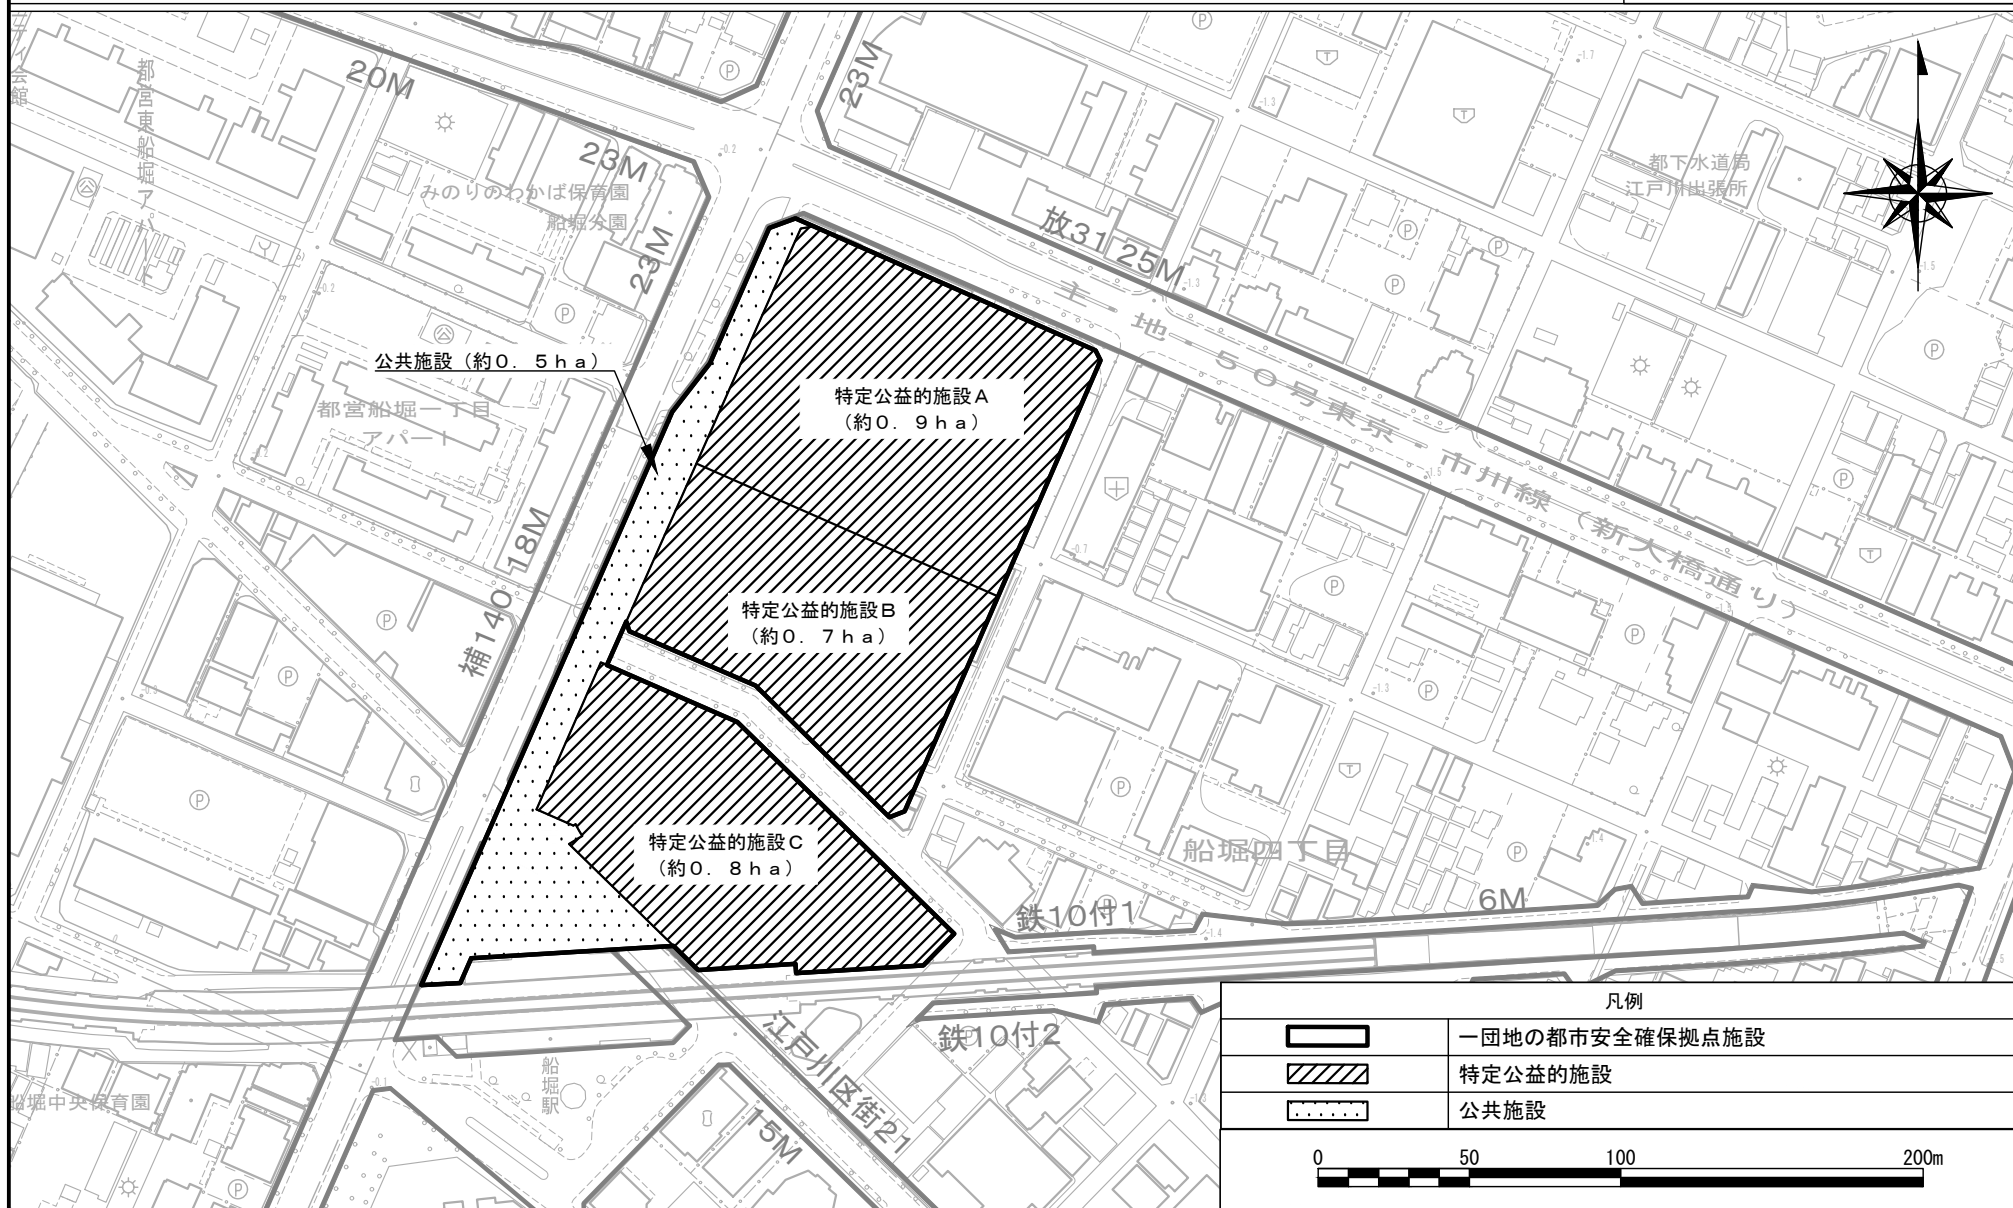 20M
23M
都営東船堀アパート
23M
みのりのわかば保育園
船堀分園
23M
都下水道局
江戸川出張所
放31 25M
主・地・50号東京・市川線（新大橋通り）
公共施設（約0．5ha）
特定公益的施設A
（約0．9ha）
都営船堀一丁目
アパート
18M
補140
特定公益的施設B
（約0．7ha）
特定公益的施設C
（約0．8ha）
船堀四丁目
鉄10付1
6M
鉄10付2
江戸川区街21
15M
船堀駅
船堀中央保育園
凡例
一団地の都市安全確保拠点施設
特定公益的施設
公共施設
0 50 100 200m